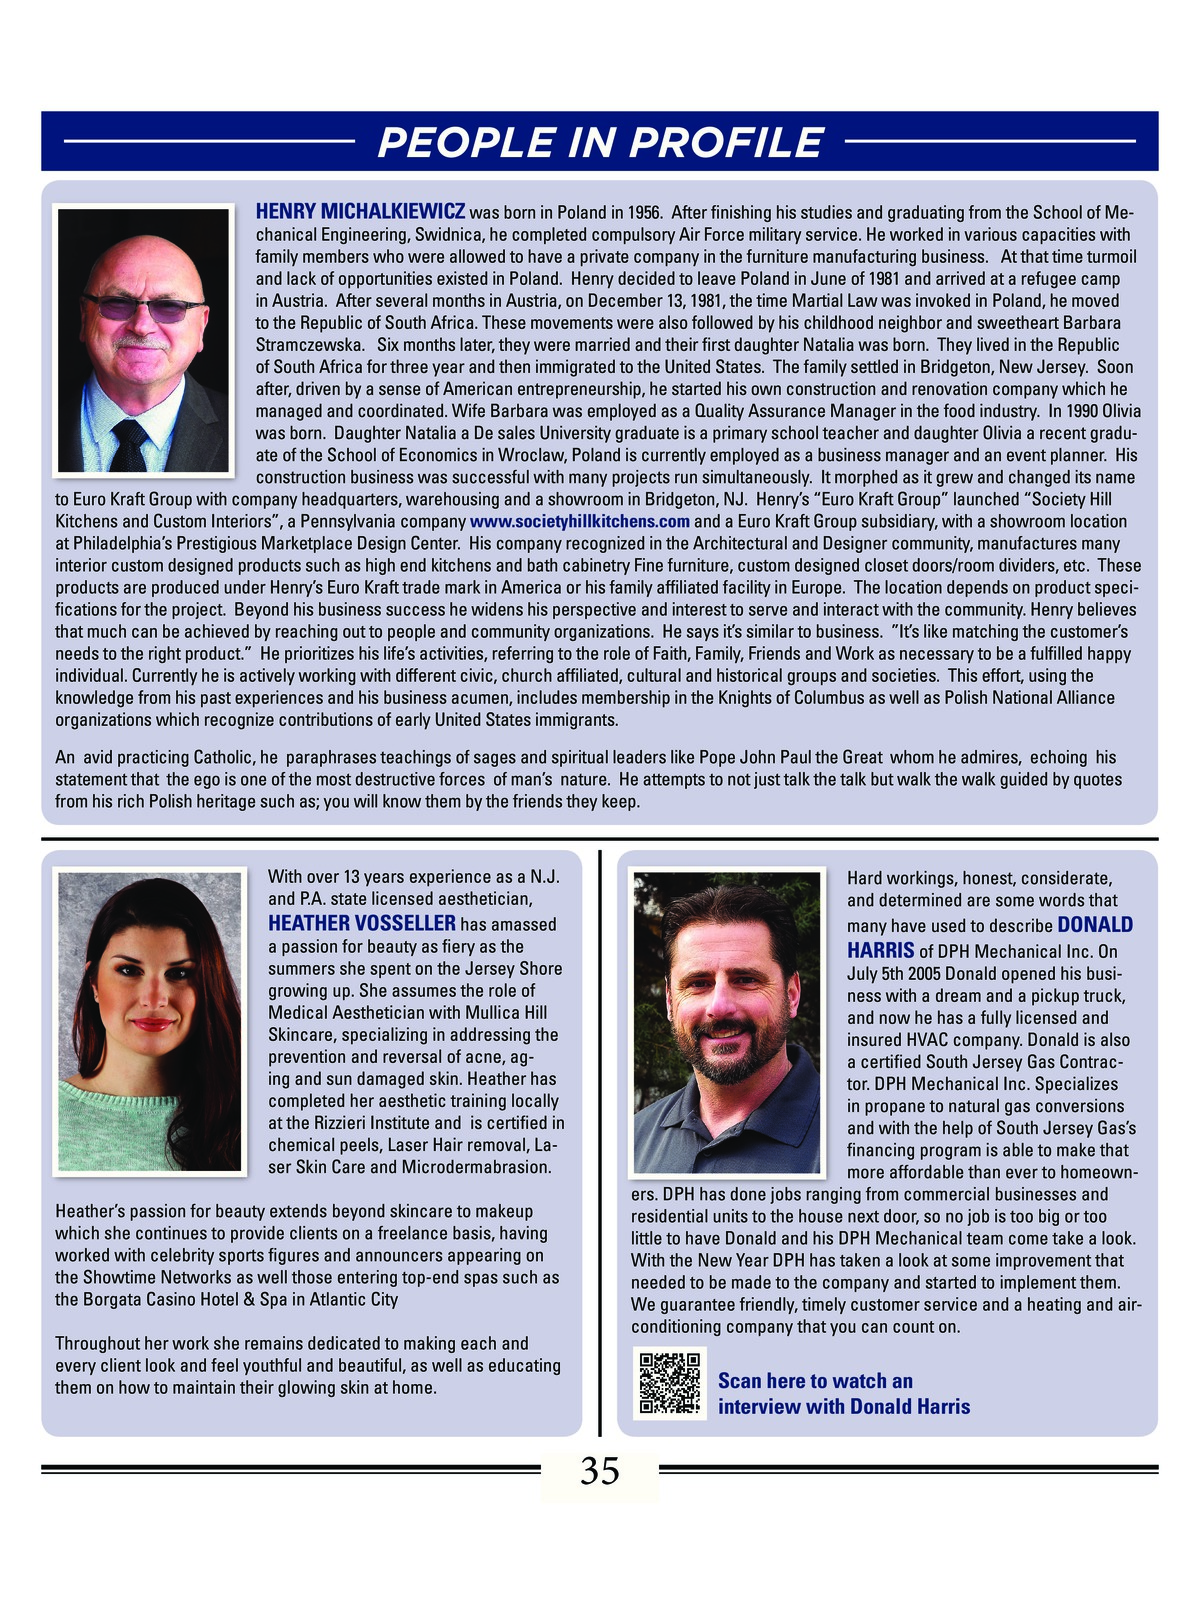 PEOPLE IN PROFILE
HENRY MICHALKIEWICZ was born in Poland in 1956. After finishing his studies and graduating from the School of Me-
chanical Engineering, Swidnica, he completed compulsory Air Force military service. He worked in various capacities with
family members who were allowed to have a private company in the furniture manufacturing business. At that time turmoil
and lack of opportunities existed in Poland. Henry decided to leave Poland in June of 1981 and arrived at a refugee camp
in Austria. After several months in Austria, on December 13, 1981, the time Martial Law was invoked in Poland, he moved
to the Republic of South Africa. These movements were also followed by his childhood neighbor and sweetheart Barbara
Stramczewska. Six months later, they were married and their first daughter Natalia was born. They lived in the Republic
of South Africa for three year and then immigrated to the United States. The family settled in Bridgeton, New Jersey. Soon
after, driven by a sense of American entrepreneurship, he started his own construction and renovation company which he
managed and coordinated. Wife Barbara was employed as a Quality Assurance Manager in the food industry. In 1990 Olivia
was born. Daughter Natalia a De sales University graduate is a primary school teacher and daughter Olivia a recent gradu-
ate of the School of Economics in Wroclaw, Poland is currently employed as a business manager and an event planner. His
construction business was successful with many projects run simultaneously. It morphed as it grew and changed its name
to Euro Kraft Group with company headquarters, warehousing and a showroom in Bridgeton, NJ. Henry's “Euro Kraft Group” launched “Society Hill
Kitchens and Custom Interiors”, a Pennsylvania company www.societyhillkitchens.com and a Euro Kraft Group subsidiary, with a showroom location
at Philadelphia's Prestigious Marketplace Design Center. His company recognized in the Architectural and Designer community, manufactures many
interior custom designed products such as high end kitchens and bath cabinetry Fine furniture, custom designed closet doors/room dividers, etc. These
products are produced under Henry's Euro Kraft trade mark in America or his family affiliated facility in Europe. The location depends on product speci-
fications for the project. Beyond his business success he widens his perspective and interest to serve and interact with the community. Henry believes
that much can be achieved by reaching out to people and community organizations. He says it's similar to business. ”It's like matching the customer's
needs to the right product.” He prioritizes his life's activities, referring to the role of Faith, Family, Friends and Work as necessary to be a fulfilled happy
individual. Currently he is actively working with different civic, church affiliated, cultural and historical groups and societies. This effort, using the
knowledge from his past experiences and his business acumen, includes membership in the Knights of Columbus as well as Polish National Alliance
organizations which recognize contributions of early United States immigrants.
An avid practicing Catholic, he paraphrases teachings of sages and spiritual leaders like Pope John Paul the Great whom he admires, echoing his
statement that the ego is one of the most destructive forces of man's nature. He attempts to not just talk the talk but walk the walk guided by quotes
from his rich Polish heritage such as; you will know them by the friends they keep.
With over 13 years experience as a N.J.
and P.A. state licensed aesthetician,
HEATHER VOSSELLER has amassed
a passion for beauty as fiery as the
summers she spent on the Jersey Shore
growing up. She assumes the role of
Medical Aesthetician with Mullica Hill
Skincare, specializing in addressing the
prevention and reversal of acne, ag-
ing and sun damaged skin. Heather has
completed her aesthetic training locally
at the Rizzieri Institute and is certified in
chemical peels, Laser Hair removal, La-
ser Skin Care and Microdermabrasion.
Heather's passion for beauty extends beyond skincare to makeup
which she continues to provide clients on a freelance basis, having
worked with celebrity sports figures and announcers appearing on
the Showtime Networks as well those entering top-end spas such as
the Borgata Casino Hotel & Spa in Atlantic City
Throughout her work she remains dedicated to making each and
every client look and feel youthful and beautiful, as well as educating
them on how to maintain their glowing skin at home.
Hard workings, honest, considerate,
and determined are some words that
many have used to describe DONALD
HARRIS of DPH Mechanical Inc. On
July 5th 2005 Donald opened his busi-
ness with a dream and a pickup truck,
and now he has a fully licensed and
insured HVAC company. Donald is also
a certified South Jersey Gas Contrac-
tor. DPH Mechanical Inc. Specializes
in propane to natural gas conversions
and with the help of South Jersey Gas's
financing program is able to make that
more affordable than ever to homeown-
ers. DPH has done jobs ranging from commercial businesses and
residential units to the house next door, so no job is too big or too
little to have Donald and his DPH Mechanical team come take a look.
With the New Year DPH has taken a look at some improvement that
needed to be made to the company and started to implement them.
We guarantee friendly, timely customer service and a heating and air-
conditioning company that you can count on.
Scan here to watch an
interview with Donald Harris
35